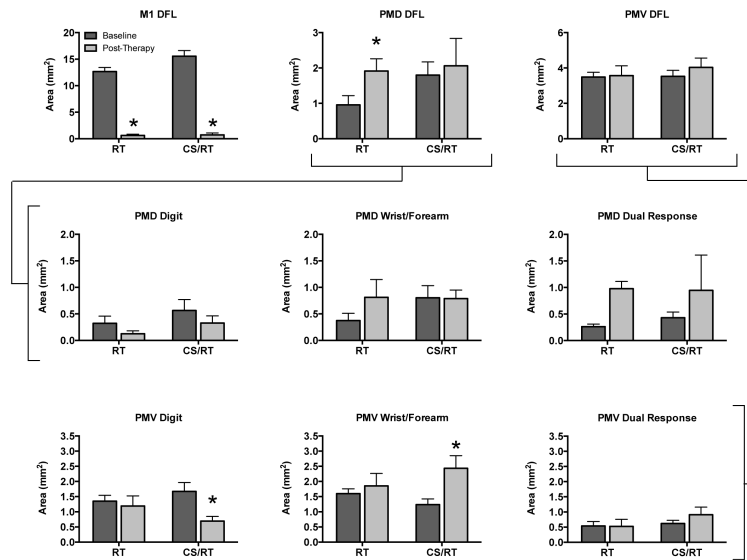 M1 DFL
Baseline
Post-Therapy
Area (mm²)
20
15
10
5
0
*
*
RT
CS/RT
PMD DFL
Area (mm²)
3
2
1
0
*
RT
CS/RT
PMV DFL
Area (mm²)
6
4
2
0
RT
CS/RT
PMD Digit
Area (mm²)
2.0
1.5
1.0
0.5
0.0
RT
CS/RT
PMD Wrist/Forearm
Area (mm²)
2.0
1.5
1.0
0.5
0.0
RT
CS/RT
PMD Dual Response
Area (mm²)
2.0
1.5
1.0
0.5
0.0
RT
CS/RT
PMV Digit
Area (mm²)
3.5
3.0
2.5
2.0
1.5
1.0
0.5
0.0
*
RT
CS/RT
PMV Wrist/Forearm
Area (mm²)
3.5
3.0
2.5
2.0
1.5
1.0
0.5
0.0
*
RT
CS/RT
PMV Dual Response
Area (mm²)
3.5
3.0
2.5
2.0
1.5
1.0
0.5
0.0
RT
CS/RT